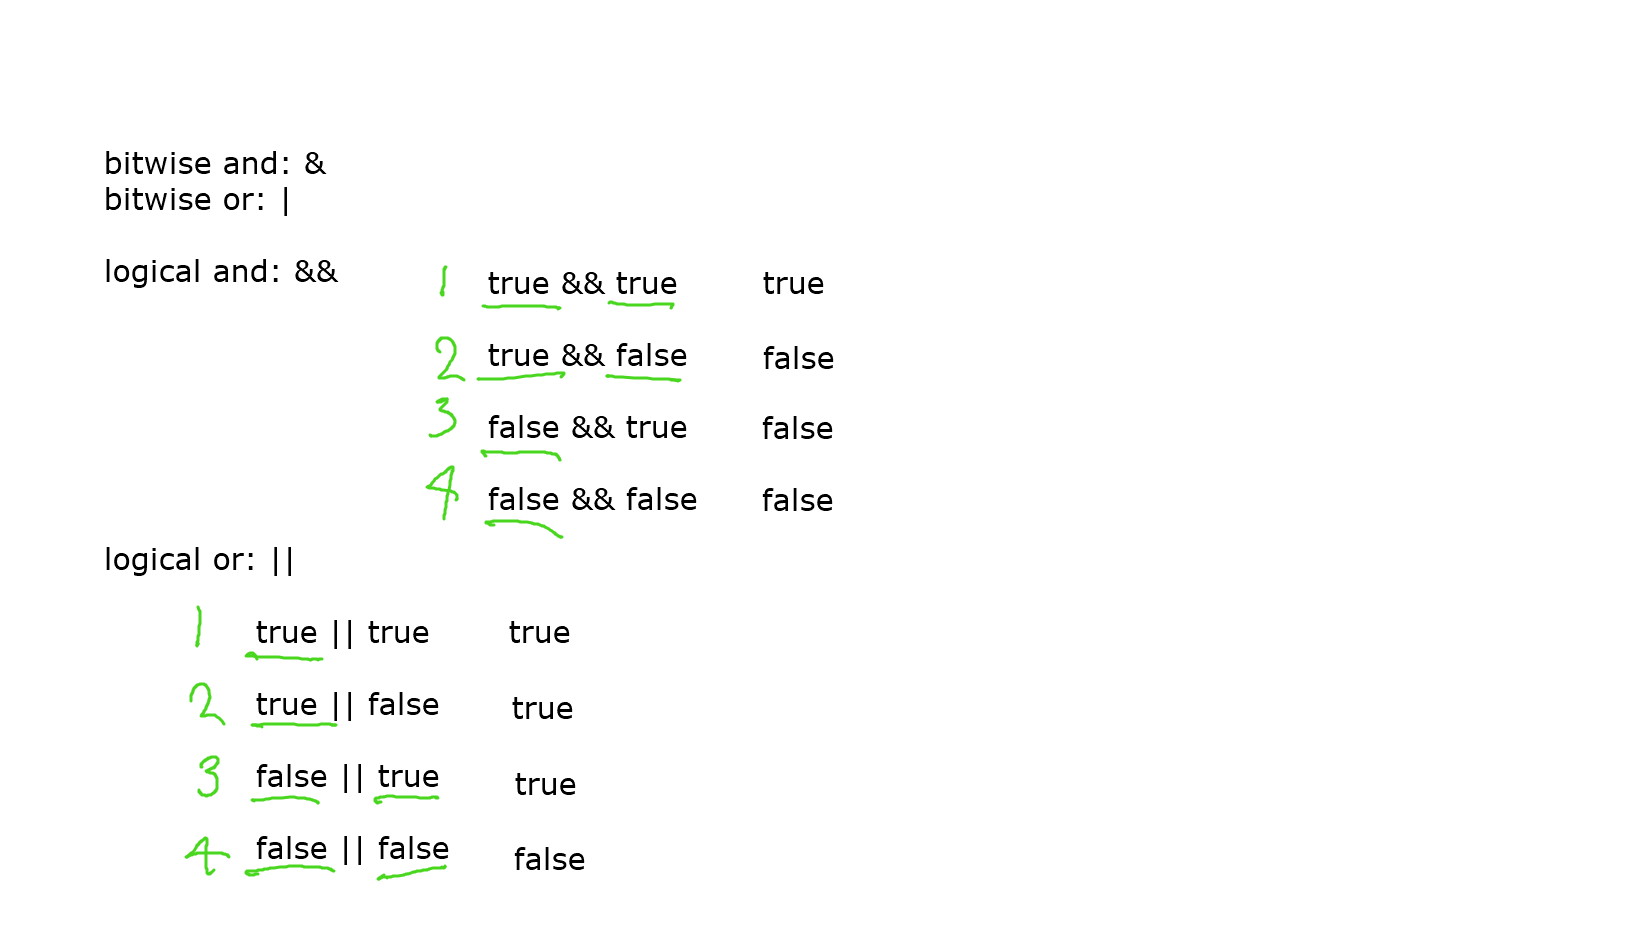 bitwise and: &
bitwise or: |
logical and: &&
1 true && true true
2 true && false false
3 false && true false
4 false && false false
logical or: ||
1 true || true true
2 true || false true
3 false || true true
4 false || false false